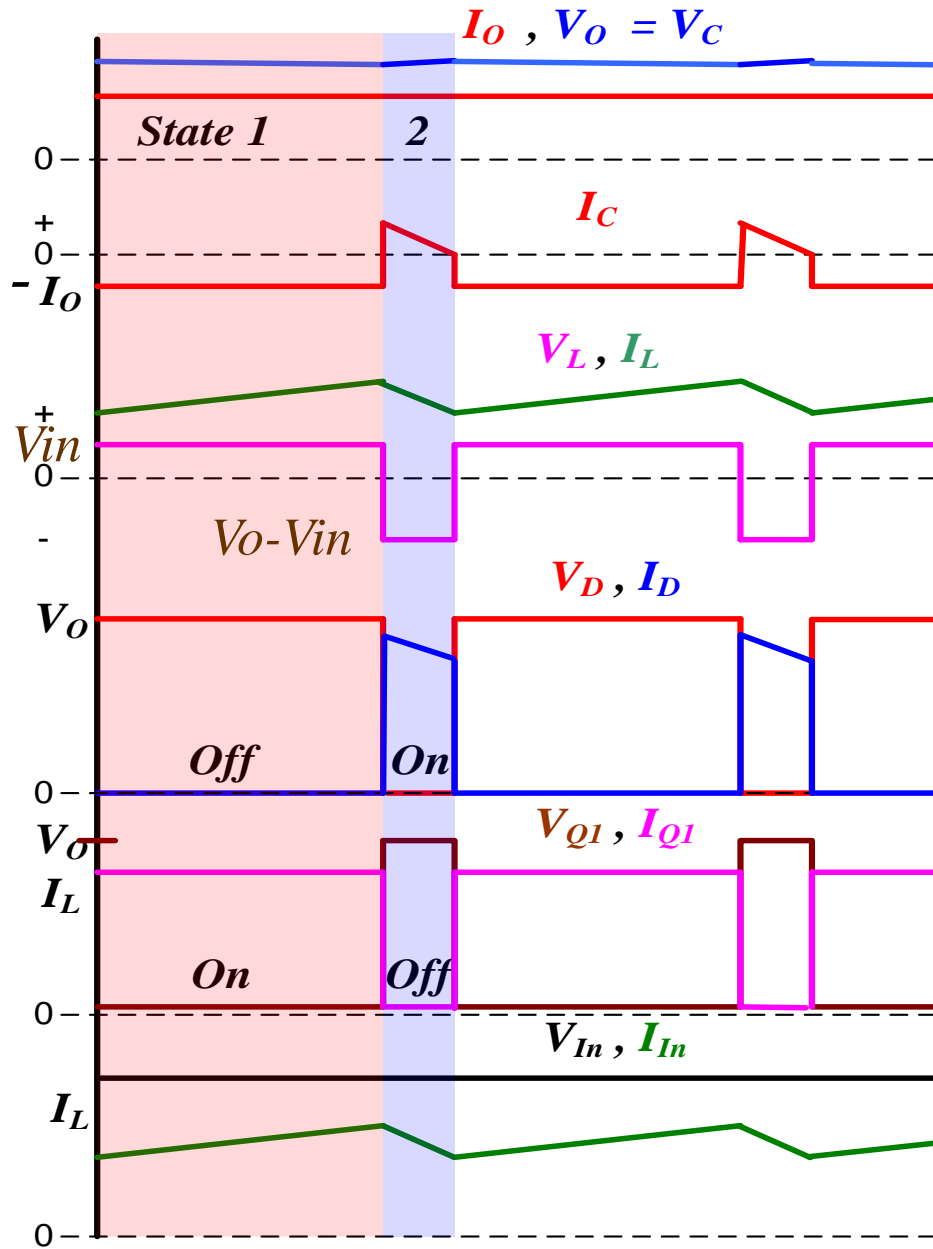 I_O , V_O = V_C
State 1 2
0
I_C
+
0
- I_O
V_L , I_L
+
Vin
0
Vo-Vin
-
V_D , I_D
V_O
Off On
0
V_Q1 , I_Q1
V_O
I_L
On Off
0
V_In , I_In
I_L
0